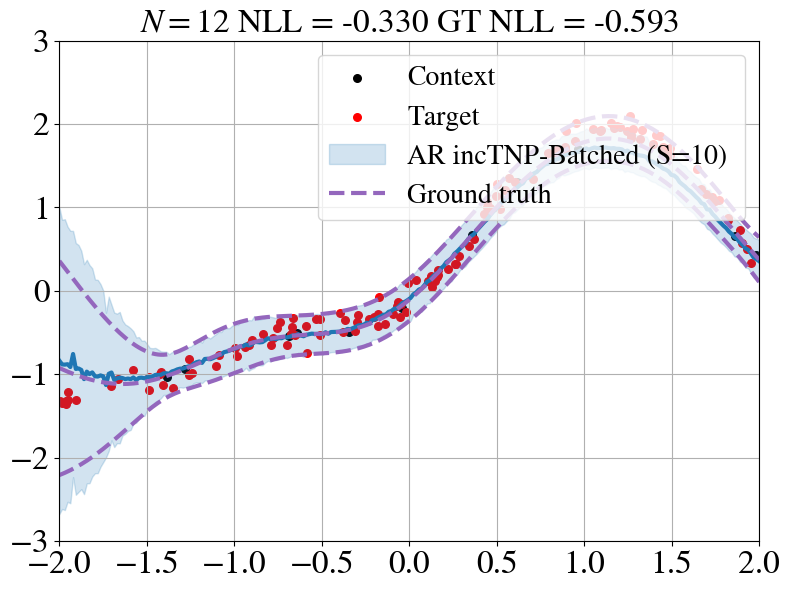 N = 12 NLL = -0.330 GT NLL = -0.593
Context
Target
AR incTNP-Batched (S=10)
Ground truth
3
2
1
0
−1
−2
−3
−2.0 −1.5 −1.0 −0.5 0.0 0.5 1.0 1.5 2.0